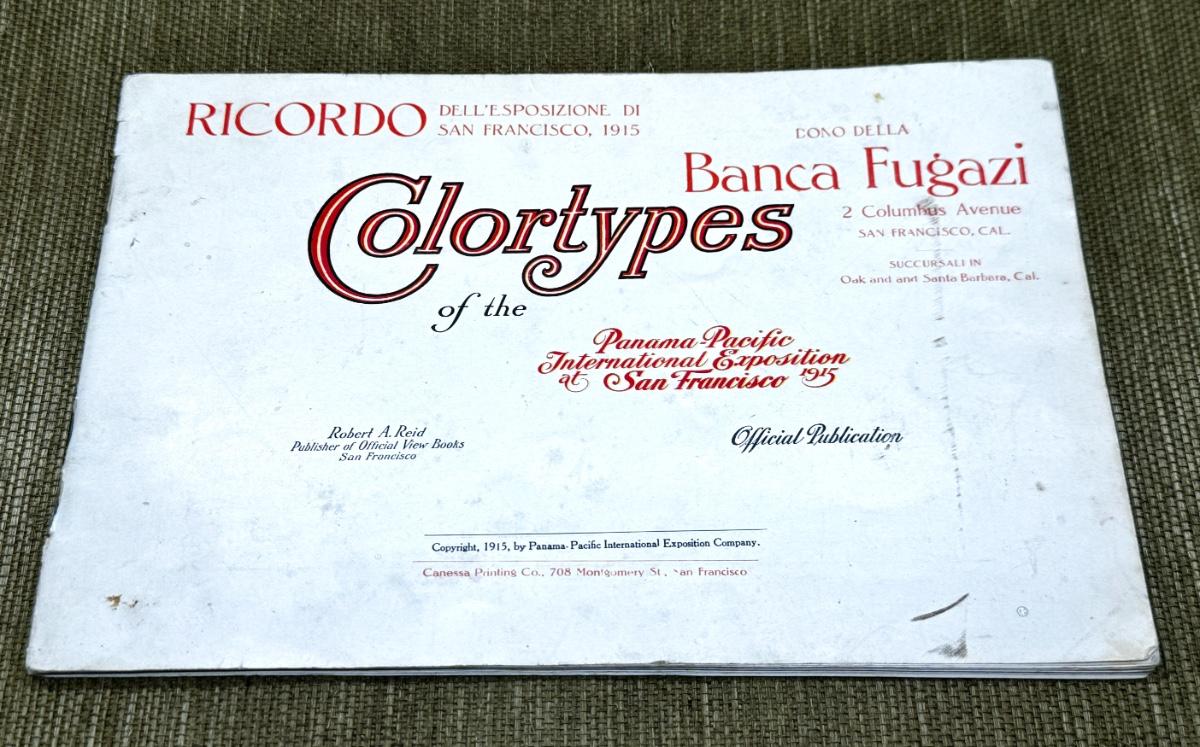 RICORDO DELL'ESPOSIZIONE DI
SAN FRANCISCO, 1915
DONO DELLA
Banca Fugazi
2 Columbus Avenue
SAN FRANCISCO, CAL.
SUCCURSALI IN
Oakland and Santa Barbara, Cal.
Colortypes
of the
Panama-Pacific
International Exposition
at San Francisco 1915
Robert A. Reid
Publisher of Official View Books
San Francisco
Official Publication
Copyright, 1915, by Panama-Pacific International Exposition Company.
Canessa Printing Co., 708 Montgomery St., San Francisco